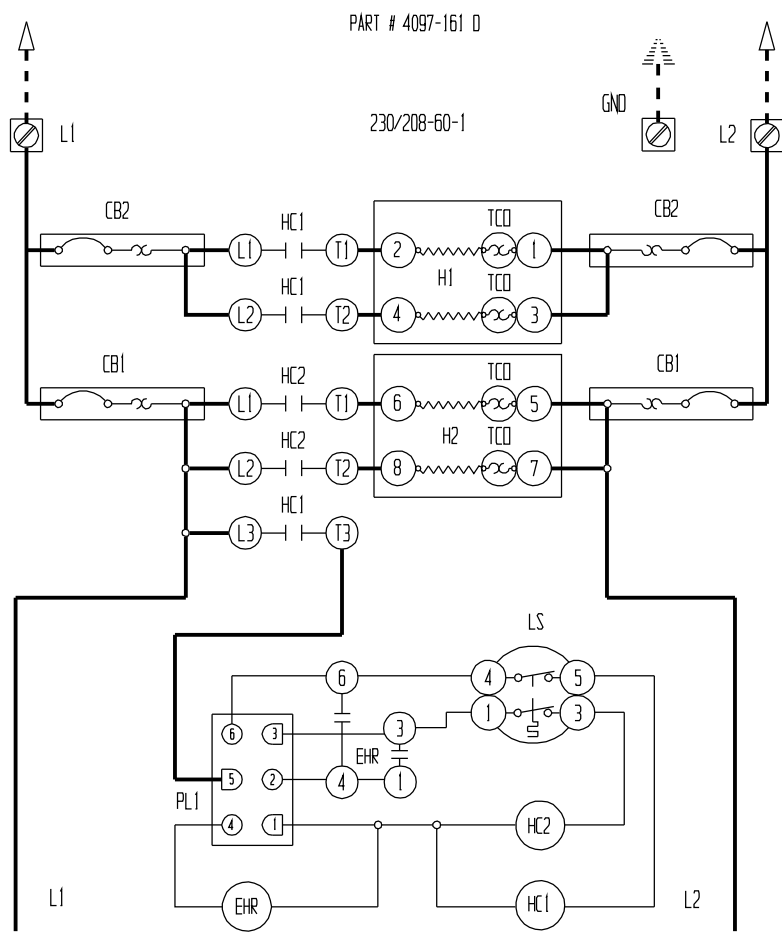 PART # 4097-161 D
GND
L1
230/208-60-1
L2
CB2
HC1
TCO
CB2
L1
T1
2
1
H1
HC1
TCO
L2
T2
4
3
CB1
HC2
TCO
CB1
L1
T1
6
5
HC2
H2
TCO
L2
T2
8
7
HC1
L3
T3
LS
6
4
5
1
3
6
3
3
EHR
5
2
4
1
PL1
4
1
HC2
L1
EHR
HC1
L2